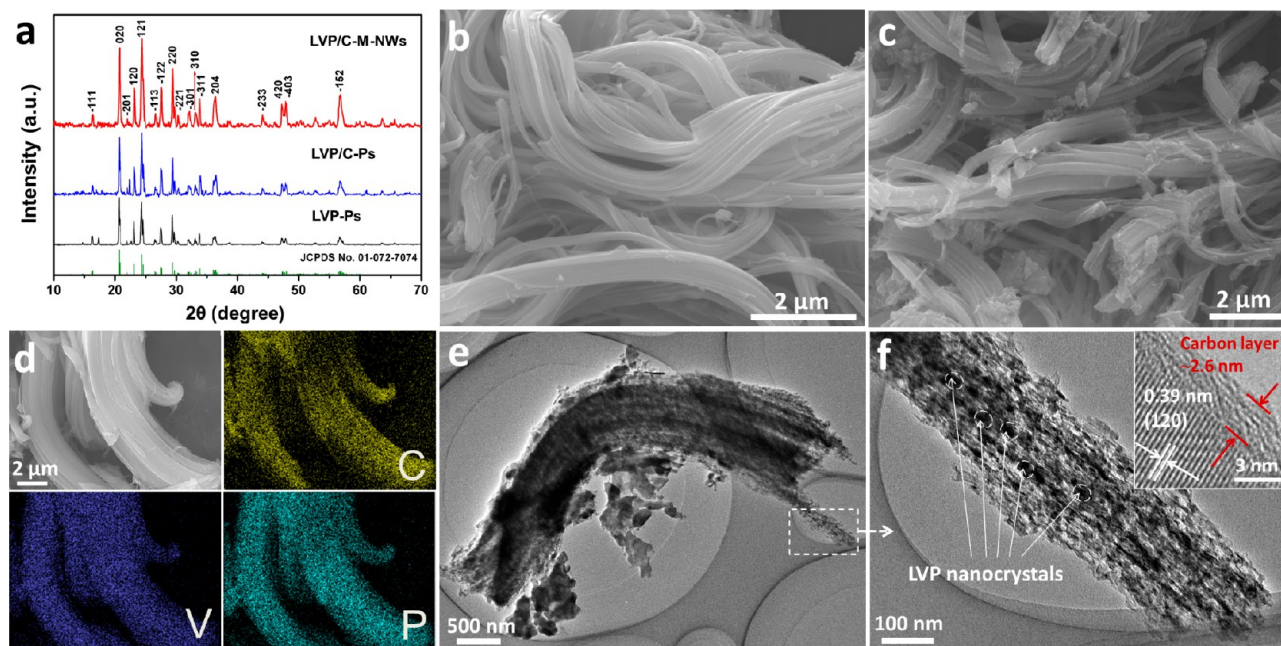 a
LVP/C-M-NWs
LVP/C-Ps
LVP-Ps
JCPDS No. 01-072-7074
-111
020
-201
120
121
-113
-122
220
-221
-301
310
-311
204
-233
420
-403
-152
Intensity (a.u.)
10 20 30 40 50 60 70
2θ (degree)
b
2 μm
c
2 μm
d
2 μm
C
V
P
e
500 nm
f
LVP nanocrystals
100 nm
Carbon layer
~2.6 nm
0.39 nm
(120)
3 nm